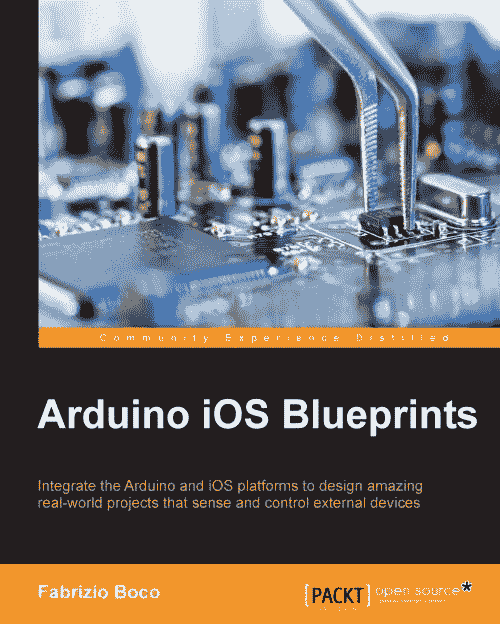 Community Experience Distilled
Arduino iOS Blueprints
Integrate the Arduino and iOS platforms to design amazing
real-world projects that sense and control external devices
Fabrizio Boco
[PACKT] open source*